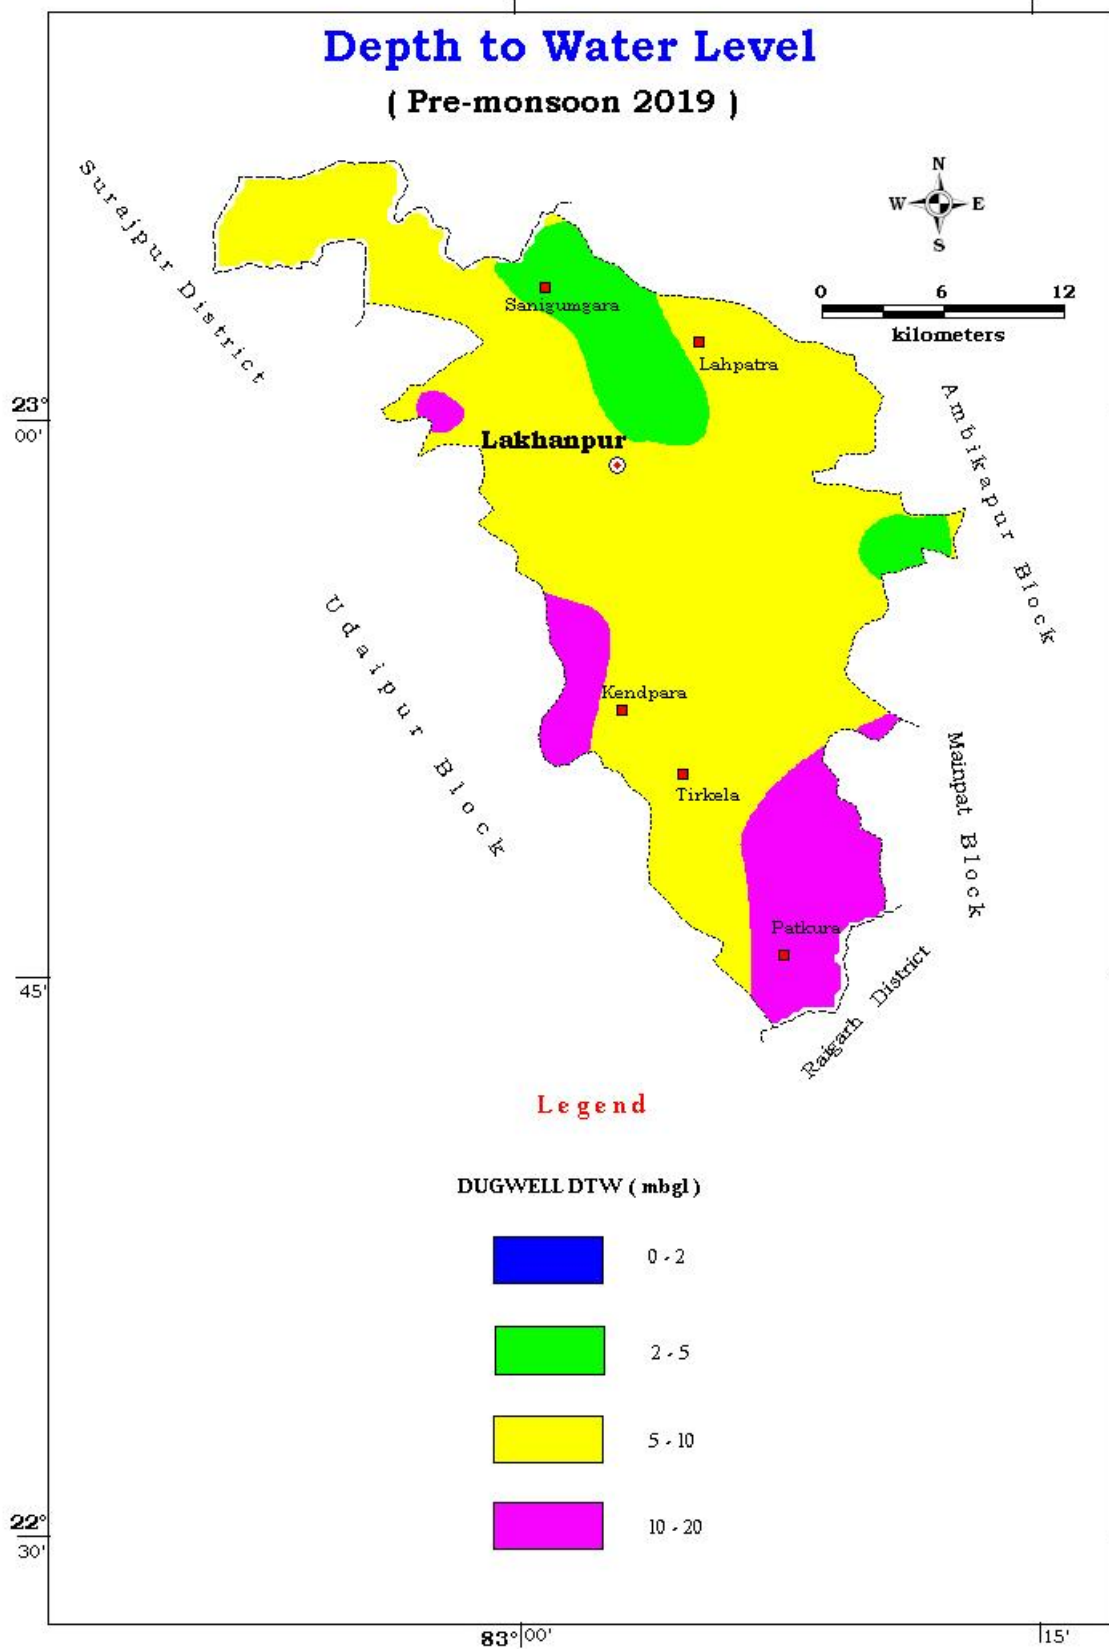 Depth to Water Level
( Pre-monsoon 2019 )
N
W E
S
Surajpur District
0 6 12
kilometers
Sanigumgara
Lahpatra
23°
00'
Lakhanpur
Ambikapur Block
Udaipur Block
Kendpara
Tirkela
Mainpat Block
Patkura
45'
Raigarh District
Legend
DUGWELL DTW ( mbgl )
0 - 2
2 - 5
5 - 10
10 - 20
22°
30'
83° 00' 15'